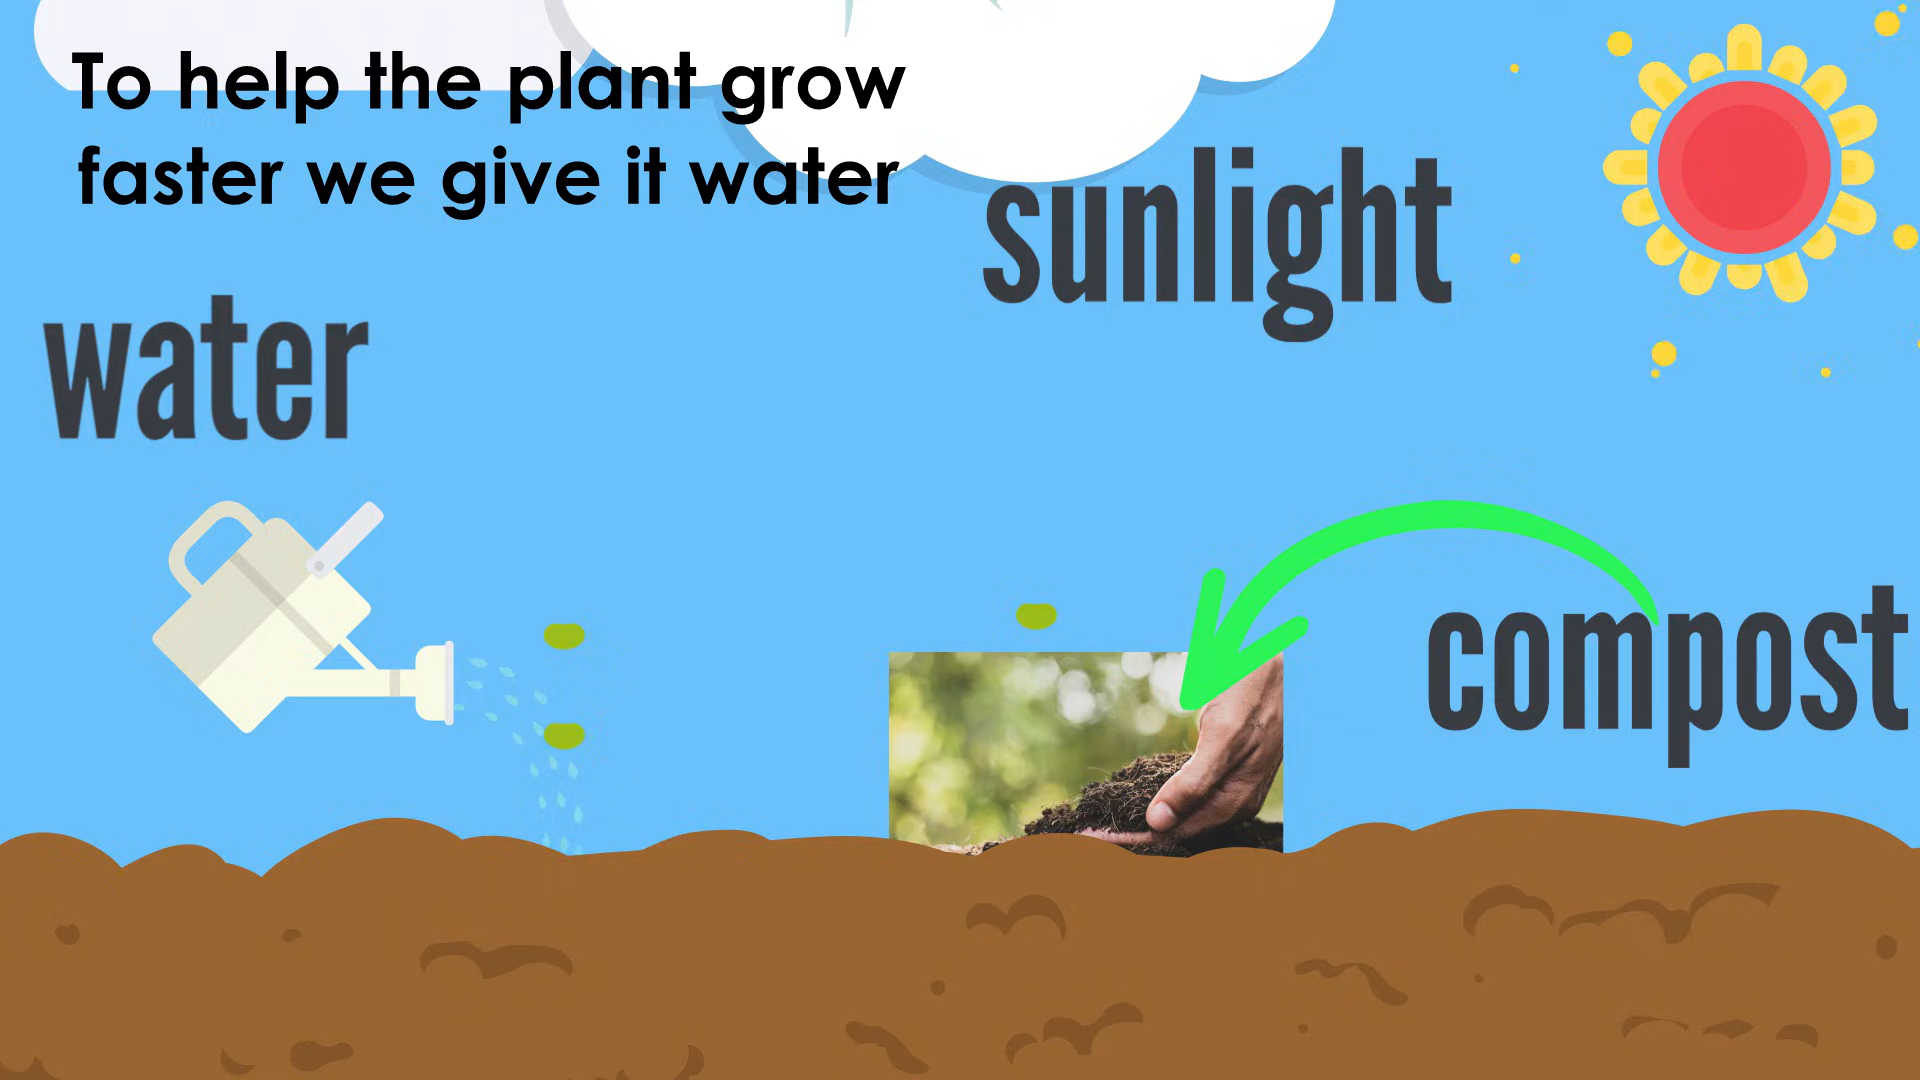 To help the plant grow
faster we give it water
sunlight
water
compost